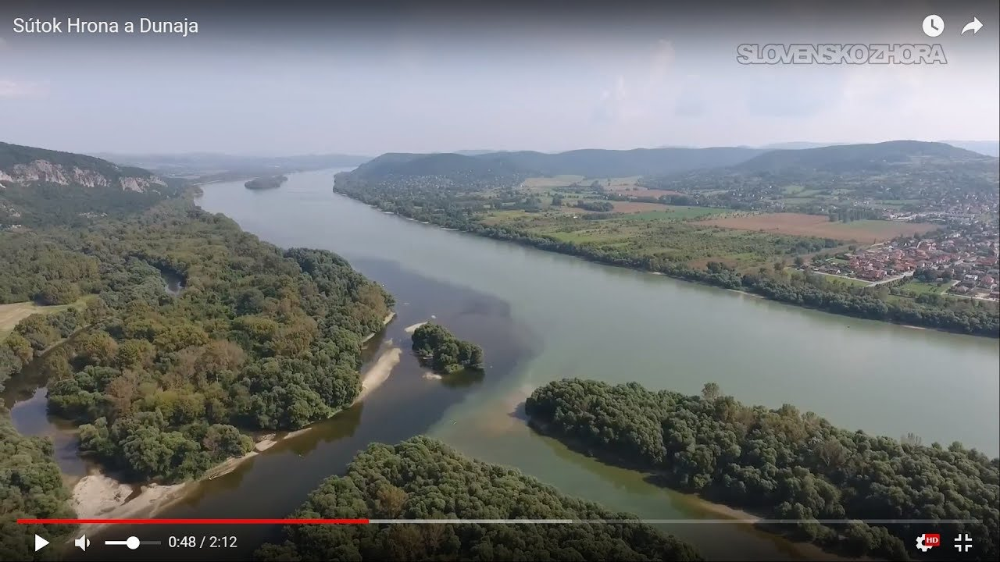 Sútok Hrona a Dunaja
SLOVENSKOZHORA
0:48 / 2:12
HD